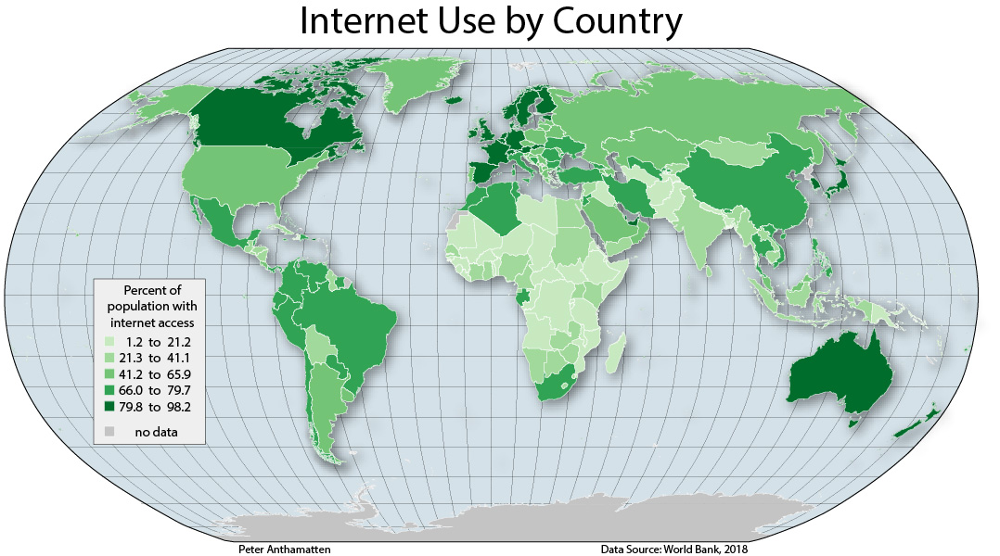 Internet Use by Country
Percent of
population with
internet access
1.2 to 21.2
21.3 to 41.1
41.2 to 65.9
66.0 to 79.7
79.8 to 98.2
no data
Peter Anthamatten
Data Source: World Bank, 2018